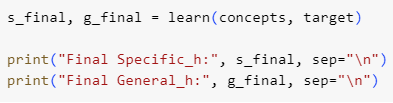 s_final, g_final = learn(concepts, target)
print("Final Specific_h:", s_final, sep="\n")
print("Final General_h:", g_final, sep="\n")